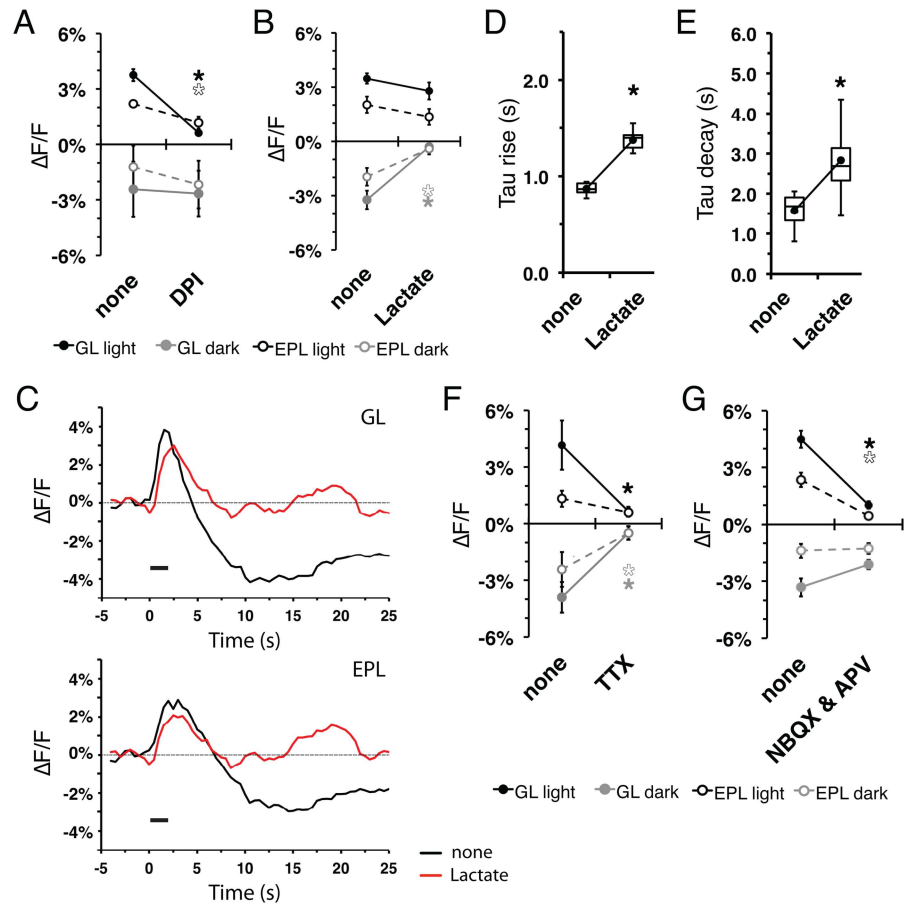 A
6%
3%
0%
-3%
-6%
ΔF/F
none
DPI
*
B
6%
3%
0%
-3%
-6%
ΔF/F
none
Lactate
*
GL light GL dark EPL light EPL dark
D
2.0
1.0
0.0
Tau rise (s)
none
Lactate
*
E
6.0
5.0
4.0
3.0
2.0
1.0
0.0
Tau decay (s)
none
Lactate
*
C
GL
4%
2%
0%
-2%
-4%
ΔF/F
-5 0 5 10 15 20 25
Time (s)
EPL
4%
2%
0%
-2%
-4%
ΔF/F
-5 0 5 10 15 20 25
Time (s)
none
Lactate
F
6%
3%
0%
-3%
-6%
ΔF/F
none
TTX
*
*
G
6%
3%
0%
-3%
-6%
ΔF/F
none
NBQX & APV
*
GL light GL dark EPL light EPL dark